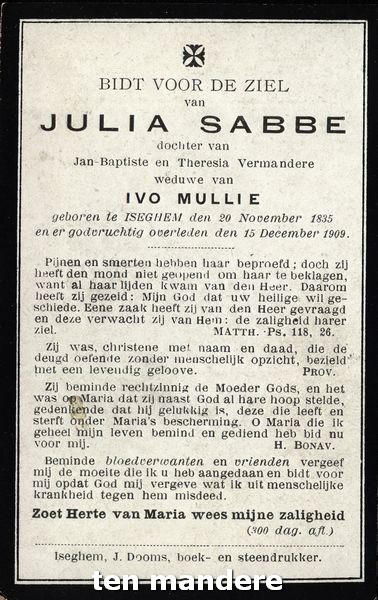 BIDT VOOR DE ZIEL
van
JULIA SABBE
dochter van
Jan-Baptiste en Theresia Vermandere
weduwe van
IVO MULLIE
geboren te ISEGHEM den 20 November 1835
en er godvruchtig overleden den 15 December 1909.
Pijnen en smerten hebben haar beproefd; doch zij
heeft den mond niet geopend om haar te beklagen,
want al haar lijden kwam van den Heer. Daarom
heeft zij gezeid: Mijn God dat uw heilige wil ge-
schiede. Eene zaak heeft zij van den Heer gevraagd
en deze verwacht zij van Hem: de zaligheid harer
ziel. MATTH. Ps. 118, 26.
Zij was, christene met naam en daad, die de
deugd oefende zonder menschelijk opzicht, bezield
met een levendig geloove. PROV.
Zij beminde rechtzinnig de Moeder Gods, en het
was op Maria dat zij naast God al hare hoop stelde,
gedenkende dat hij gelukkig is, deze die leeft en
sterft onder Maria's bescherming. O Maria die ik
geheel mijn leven bemind en gediend heb bid nu
voor mij. H. BONAV.
Beminde bloedverwanten en vrienden vergeef
mij de moeite die ik u heb aangedaan en bidt voor
mij opdat God mij vergeve wat ik uit menschelijke
krankheid tegen hem misdeed.
Zoet Herte van Maria wees mijne zaligheid
(300 dag. afl.)
Iseghem, J. Dooms, boek- en steendrukker.
ten mandere